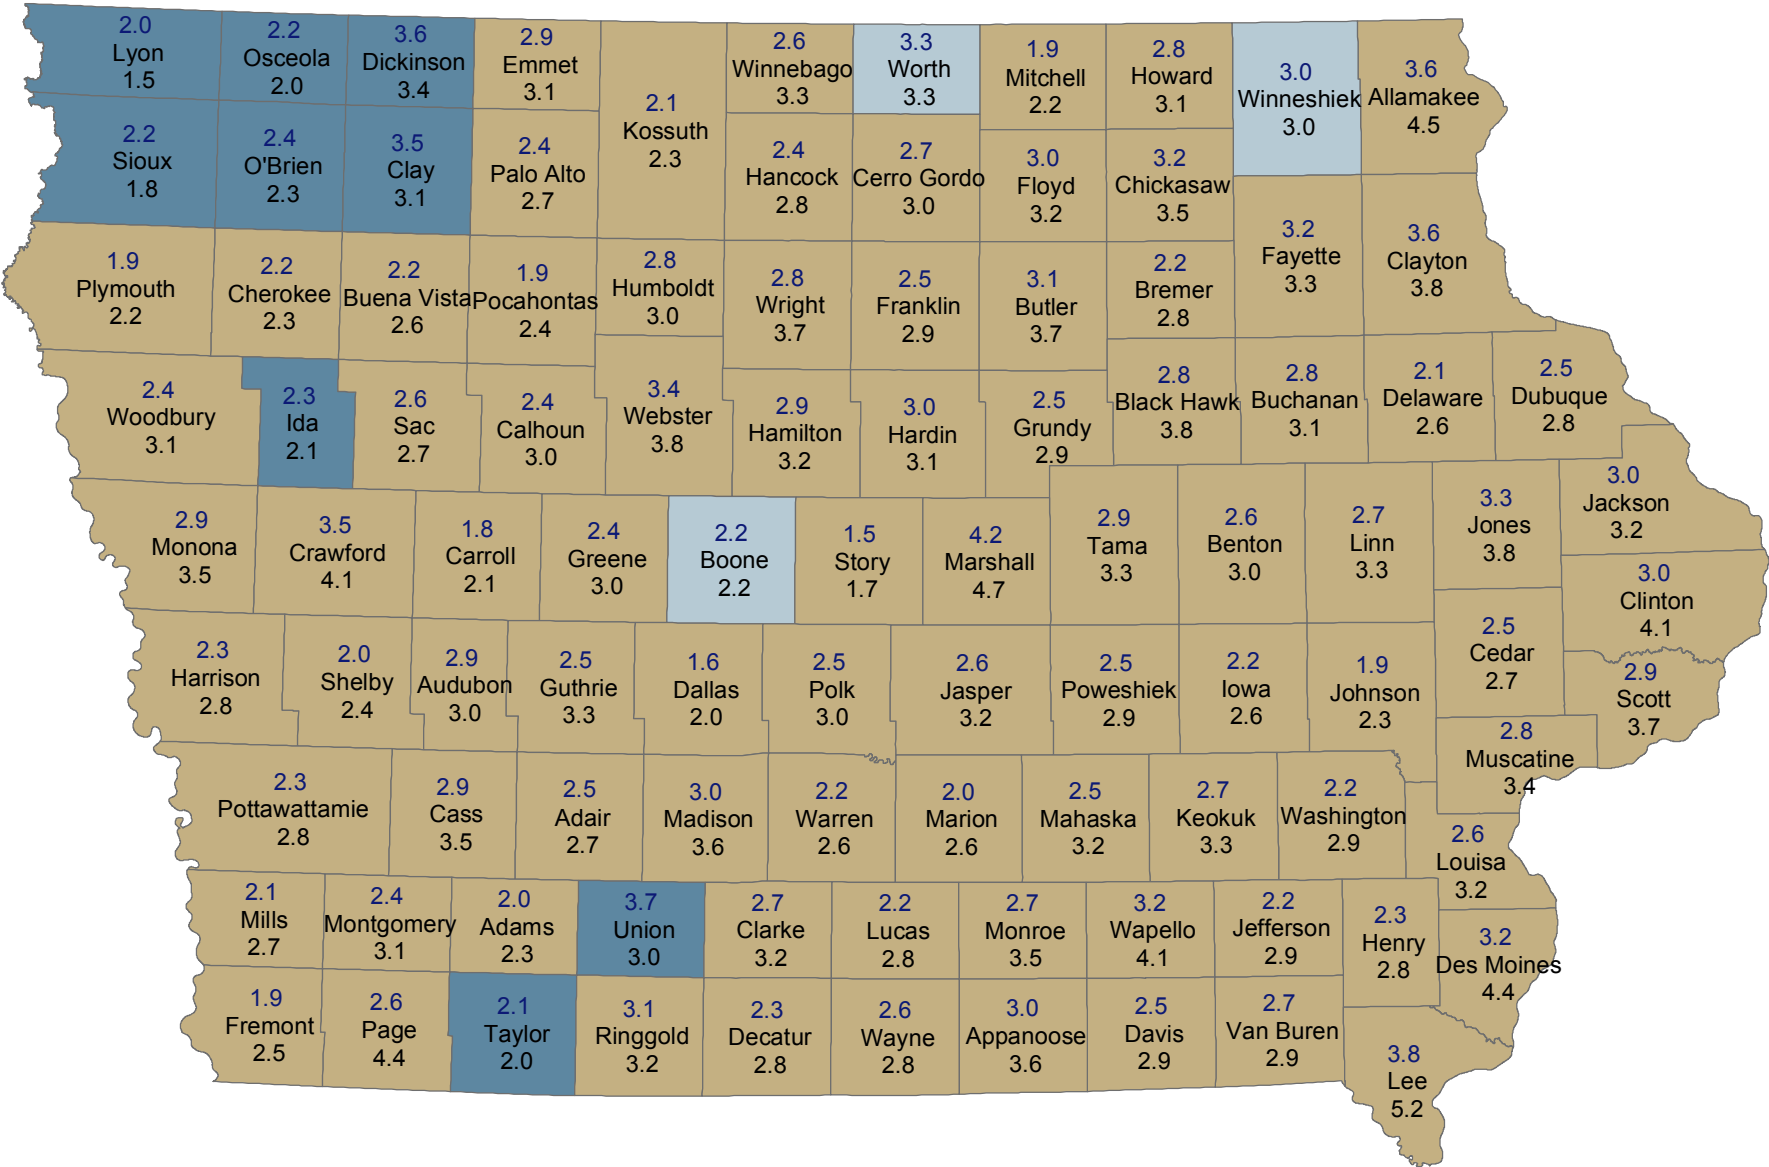 2.0
Lyon
1.5
2.2
Osceola
2.0
3.6
Dickinson
3.4
2.9
Emmet
3.1
2.1
Kossuth
2.3
2.6
Winnebago
3.3
3.3
Worth
3.3
1.9
Mitchell
2.2
2.8
Howard
3.1
3.0
Winneshiek
3.0
3.6
Allamakee
4.5
2.2
Sioux
1.8
2.4
O'Brien
2.3
3.5
Clay
3.1
2.4
Palo Alto
2.7
2.4
Hancock
2.8
2.7
Cerro Gordo
3.0
3.0
Floyd
3.2
3.2
Chickasaw
3.5
3.2
Fayette
3.3
3.6
Clayton
3.8
1.9
Plymouth
2.2
2.2
Cherokee
2.3
2.2
Buena Vista
2.6
1.9
Pocahontas
2.4
2.8
Humboldt
3.0
2.8
Wright
3.7
2.5
Franklin
2.9
3.1
Butler
3.7
2.2
Bremer
2.8
2.4
Woodbury
3.1
2.3
Ida
2.1
2.6
Sac
2.7
2.4
Calhoun
3.0
3.4
Webster
3.8
2.9
Hamilton
3.2
3.0
Hardin
3.1
2.5
Grundy
2.9
2.8
Black Hawk
3.8
2.8
Buchanan
3.1
2.1
Delaware
2.6
2.5
Dubuque
2.8
2.9
Monona
3.5
3.5
Crawford
4.1
1.8
Carroll
2.1
2.4
Greene
3.0
2.2
Boone
2.2
1.5
Story
1.7
4.2
Marshall
4.7
2.9
Tama
3.3
2.6
Benton
3.0
2.7
Linn
3.3
3.3
Jones
3.8
3.0
Jackson
3.2
3.0
Clinton
4.1
2.3
Harrison
2.8
2.0
Shelby
2.4
2.9
Audubon
3.0
2.5
Guthrie
3.3
1.6
Dallas
2.0
2.5
Polk
3.0
2.6
Jasper
3.2
2.5
Poweshiek
2.9
2.2
Iowa
2.6
1.9
Johnson
2.3
2.5
Cedar
2.7
2.9
Scott
3.7
2.8
Muscatine
3.4
2.3
Pottawattamie
2.8
2.9
Cass
3.5
2.5
Adair
2.7
3.0
Madison
3.6
2.2
Warren
2.6
2.0
Marion
2.6
2.5
Mahaska
3.2
2.7
Keokuk
3.3
2.2
Washington
2.9
2.6
Louisa
3.2
2.1
Mills
2.7
2.4
Montgomery
3.1
2.0
Adams
2.3
3.7
Union
3.0
2.7
Clarke
3.2
2.2
Lucas
2.8
2.7
Monroe
3.5
3.2
Wapello
4.1
2.2
Jefferson
2.9
2.3
Henry
2.8
3.2
Des Moines
4.4
1.9
Fremont
2.5
2.6
Page
4.4
2.1
Taylor
2.0
3.1
Ringgold
3.2
2.3
Decatur
2.8
2.6
Wayne
2.8
3.0
Appanoose
3.6
2.5
Davis
2.9
2.7
Van Buren
2.9
3.8
Lee
5.2